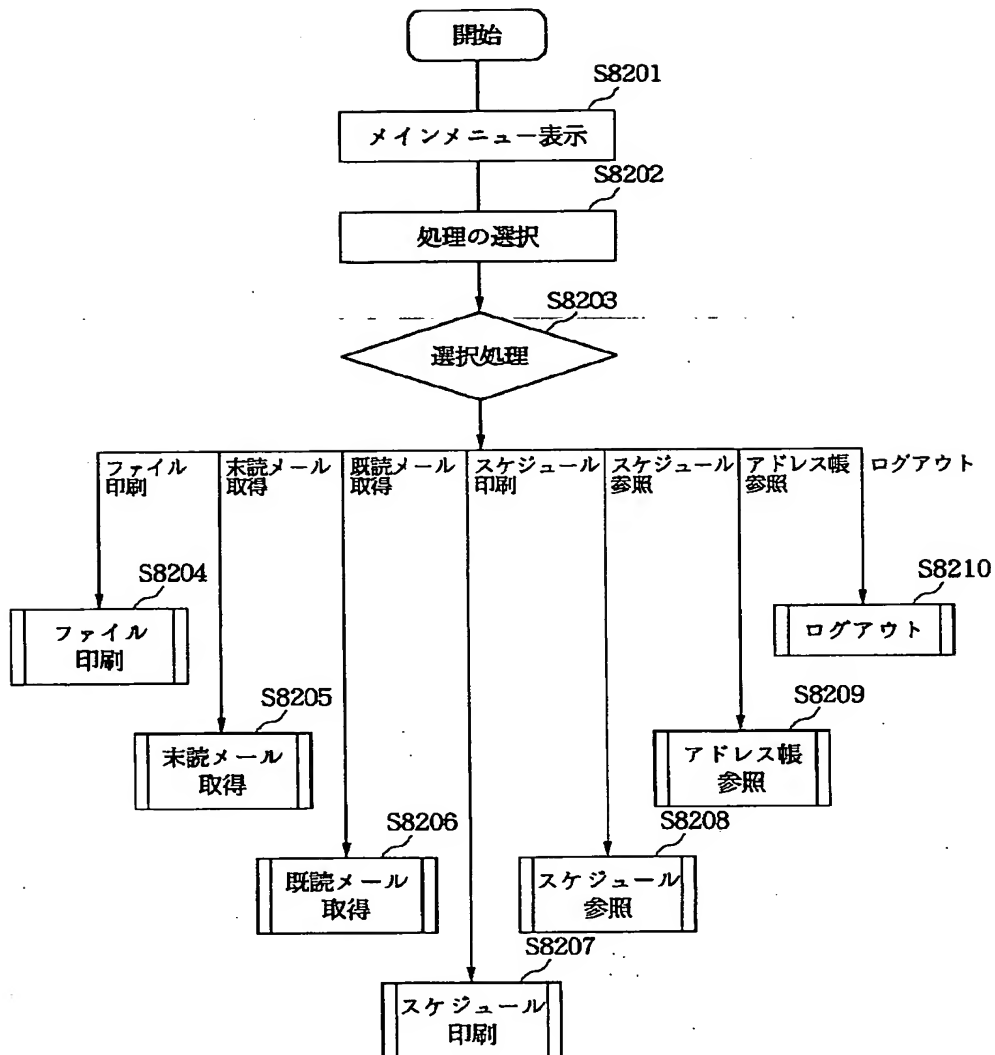 開始
S8201
メインメニュー表示
S8202
処理の選択
S8203
選択処理
ファイル
印刷
末読メール
取得
既読メール
取得
スケジュール
印刷
スケジュール
参照
アドレス帳
参照
ログアウト
S8204
ファイル
印刷
S8210
ログアウト
S8205
末読メール
取得
S8209
アドレス帳
参照
S8206
既読メール
取得
S8208
スケジュール
参照
S8207
スケジュール
印刷